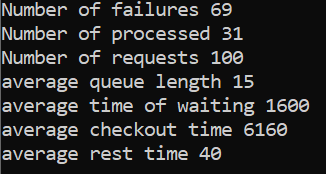 Number of failures 69
Number of processed 31
Number of requests 100
average queue length 15
average time of waiting 1600
average checkout time 6160
average rest time 40